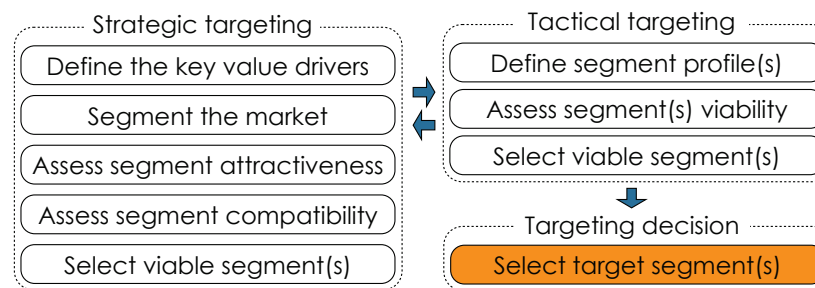 Strategic targeting
Define the key value drivers
Segment the market
Assess segment attractiveness
Assess segment compatibility
Select viable segment(s)
Tactical targeting
Define segment profile(s)
Assess segment(s) viability
Select viable segment(s)
Targeting decision
Select target segment(s)